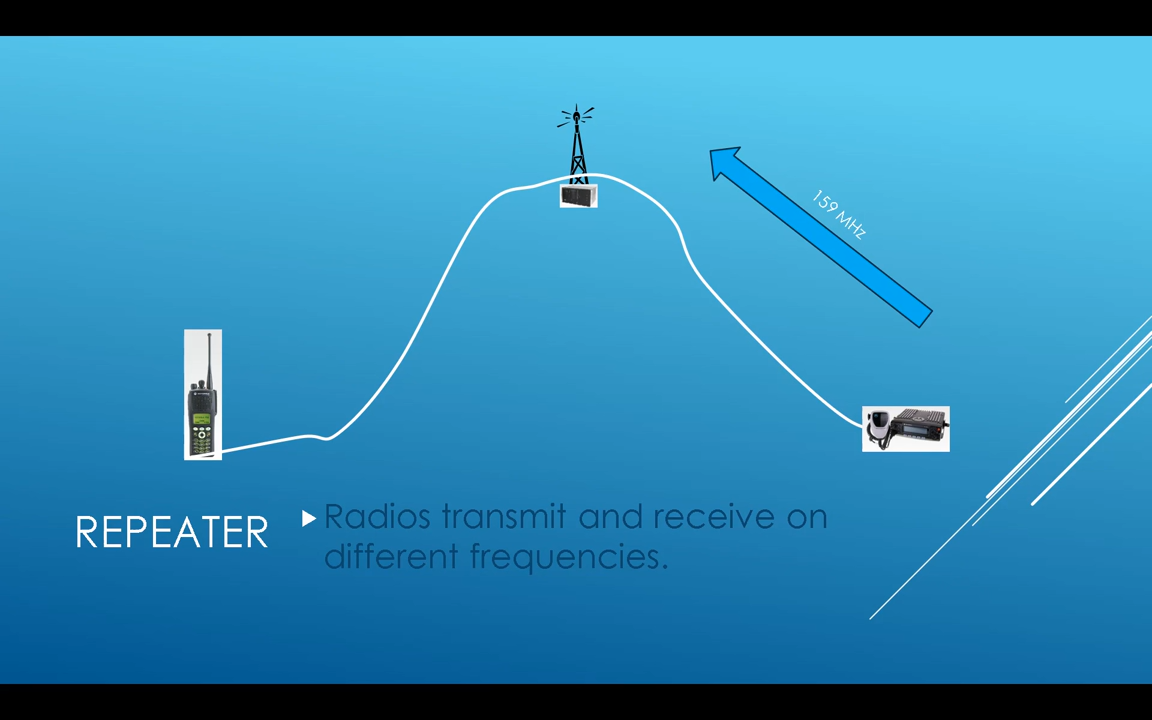 159 MHz
REPEATER
Radios transmit and receive on
different frequencies.